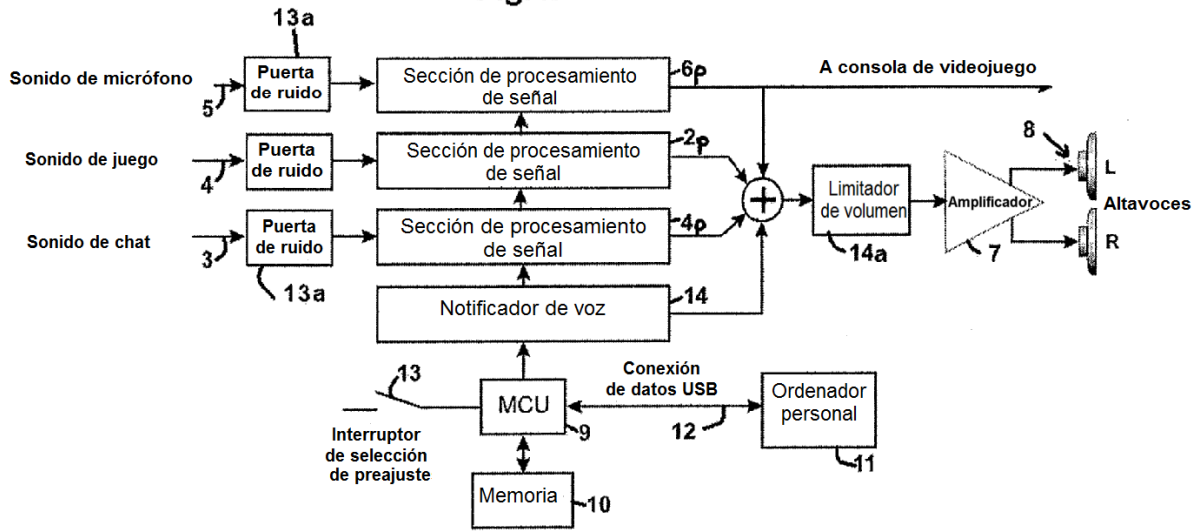 13a
Sonido de micrófono
5
Puerta
de ruido
Sección de procesamiento
de señal
6p
A consola de videojuego
Sonido de juego
4
Puerta
de ruido
Sección de procesamiento
de señal
2p
8
L
Altavoces
R
Limitador
de volumen
14a
Amplificador
7
Sonido de chat
3
Puerta
de ruido
13a
Sección de procesamiento
de señal
4p
Notificador de voz
14
13
Interruptor
de selección
de preajuste
MCU
9
Conexión
de datos USB
12
Ordenador
personal
11
Memoria
10